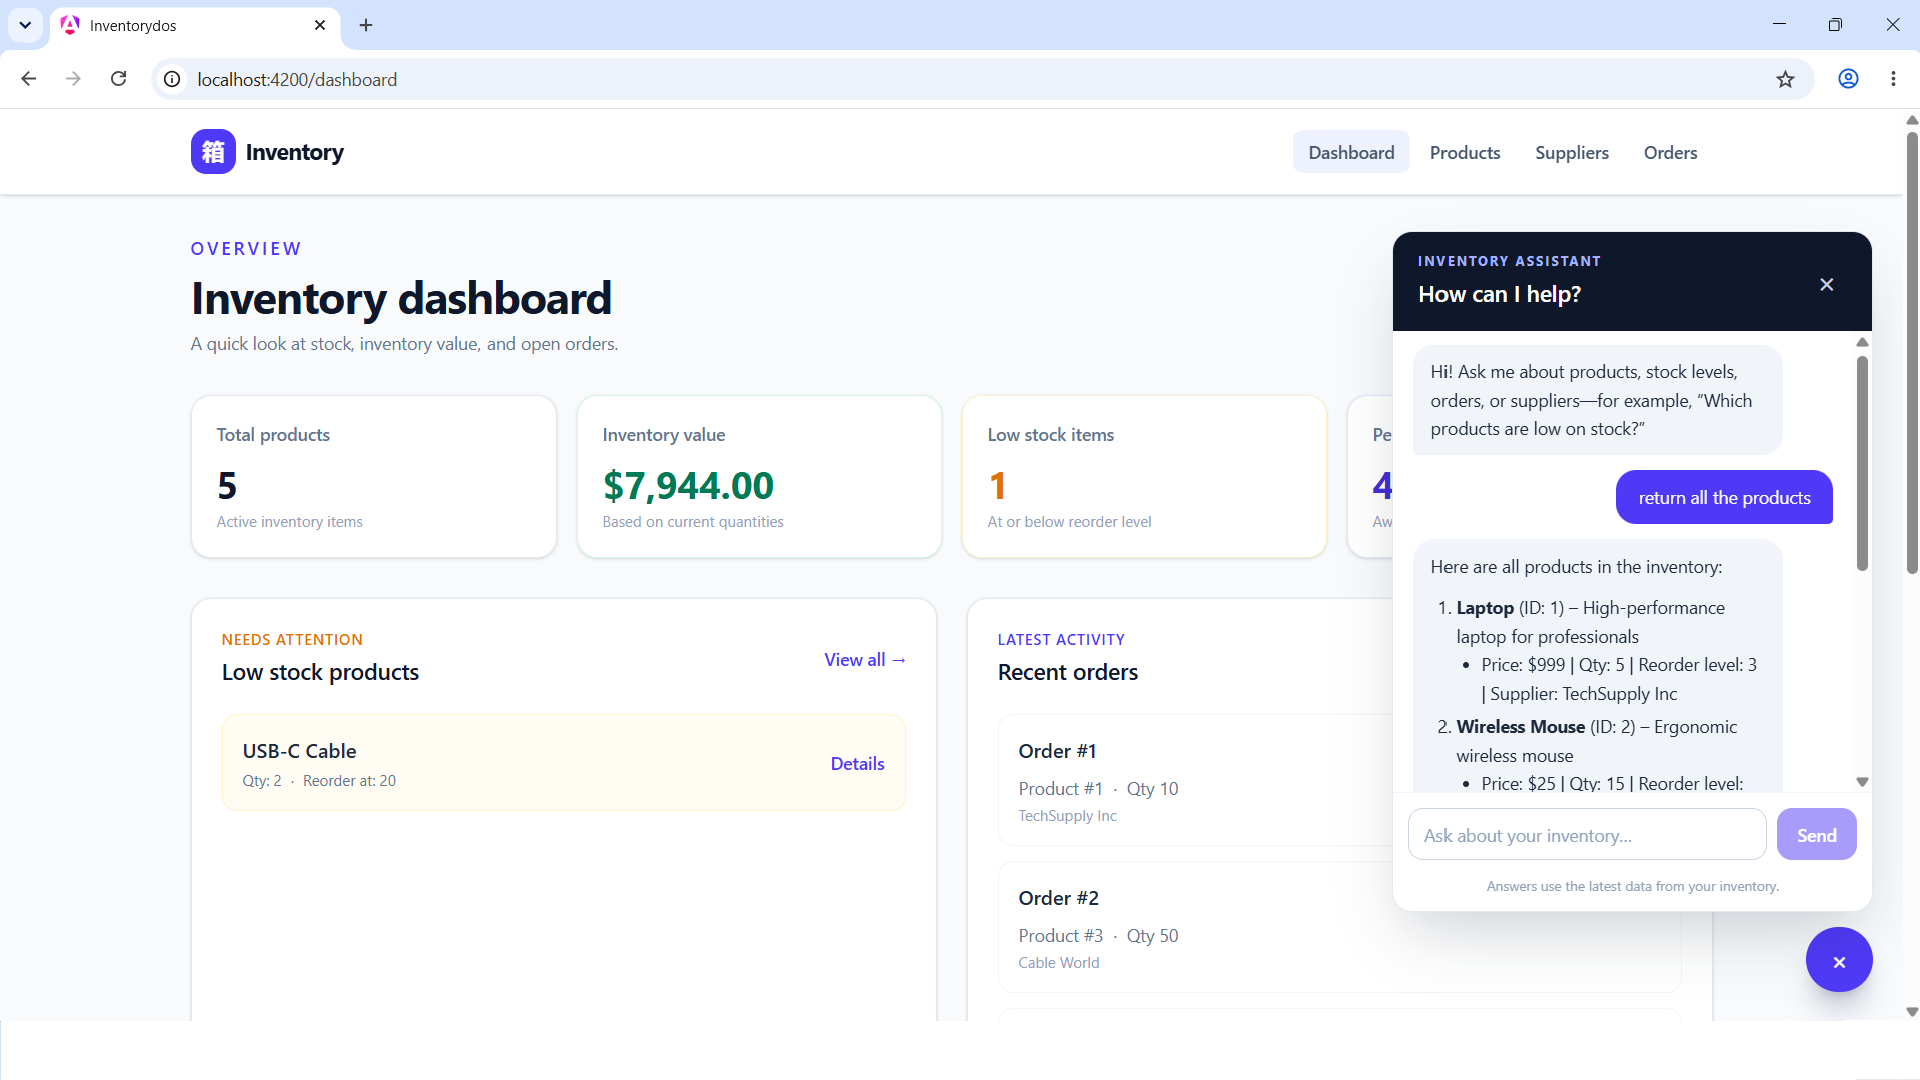 Inventorydos
localhost:4200/dashboard
箱 Inventory
Dashboard Products Suppliers Orders
OVERVIEW
Inventory dashboard
A quick look at stock, inventory value, and open orders.
Total products
5
Active inventory items
Inventory value
$7,944.00
Based on current quantities
Low stock items
1
At or below reorder level
Pe
4
Aw
NEEDS ATTENTION
Low stock products
View all →
USB-C Cable
Qty: 2 · Reorder at: 20
Details
LATEST ACTIVITY
Recent orders
Order #1
Product #1 · Qty 10
TechSupply Inc
Order #2
Product #3 · Qty 50
Cable World
INVENTORY ASSISTANT
How can I help?
Hi! Ask me about products, stock levels,
orders, or suppliers—for example, “Which
products are low on stock?”
return all the products
Here are all products in the inventory:
1. Laptop (ID: 1) – High-performance
laptop for professionals
• Price: $999 | Qty: 5 | Reorder level: 3
| Supplier: TechSupply Inc
2. Wireless Mouse (ID: 2) – Ergonomic
wireless mouse
• Price: $25 | Qty: 15 | Reorder level:
Ask about your inventory...
Send
Answers use the latest data from your inventory.